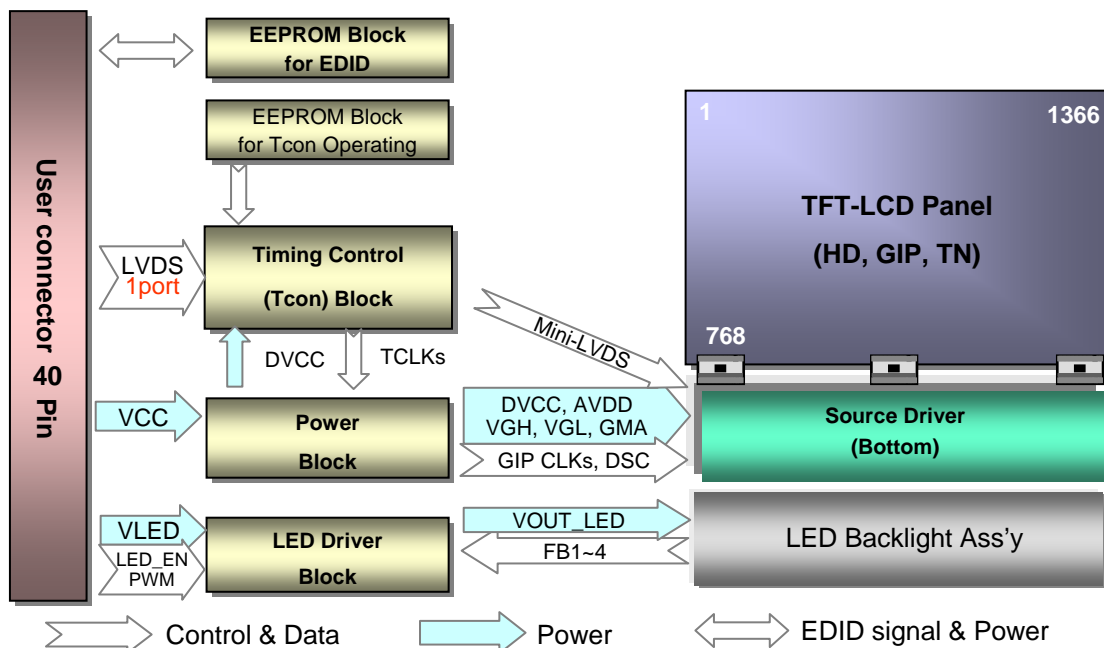 User connector 40 Pin
EEPROM Block
for EDID
EEPROM Block
for Tcon Operating
LVDS
1port
Timing Control
(Tcon) Block
DVCC
TCLKs
Mini-LVDS
VCC
Power
Block
DVCC, AVDD
VGH, VGL, GMA
GIP CLKs, DSC
VLED
LED_EN
PWM
LED Driver
Block
VOUT_LED
FB1~4
1
1366
TFT-LCD Panel
(HD, GIP, TN)
768
Source Driver
(Bottom)
LED Backlight Ass'y
Control & Data
Power
EDID signal & Power